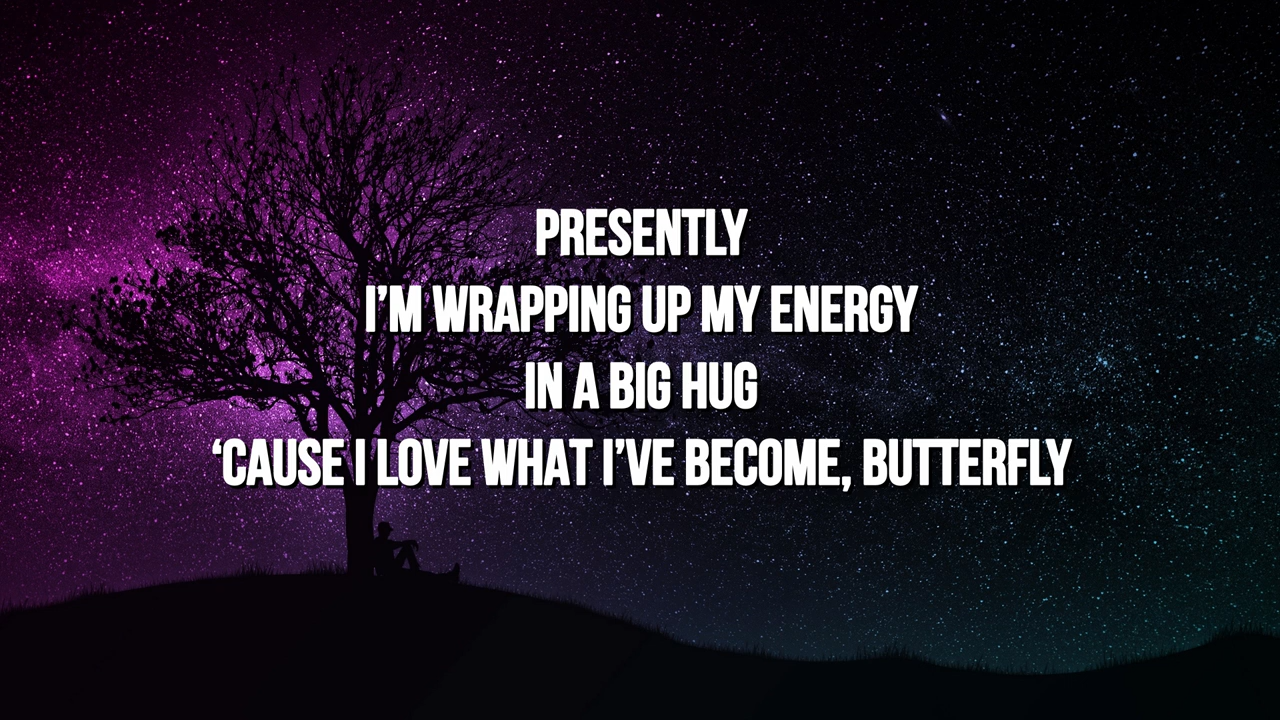 PRESENTLY
I’M WRAPPING UP MY ENERGY
IN A BIG HUG
‘CAUSE I LOVE WHAT I’VE BECOME, BUTTERFLY